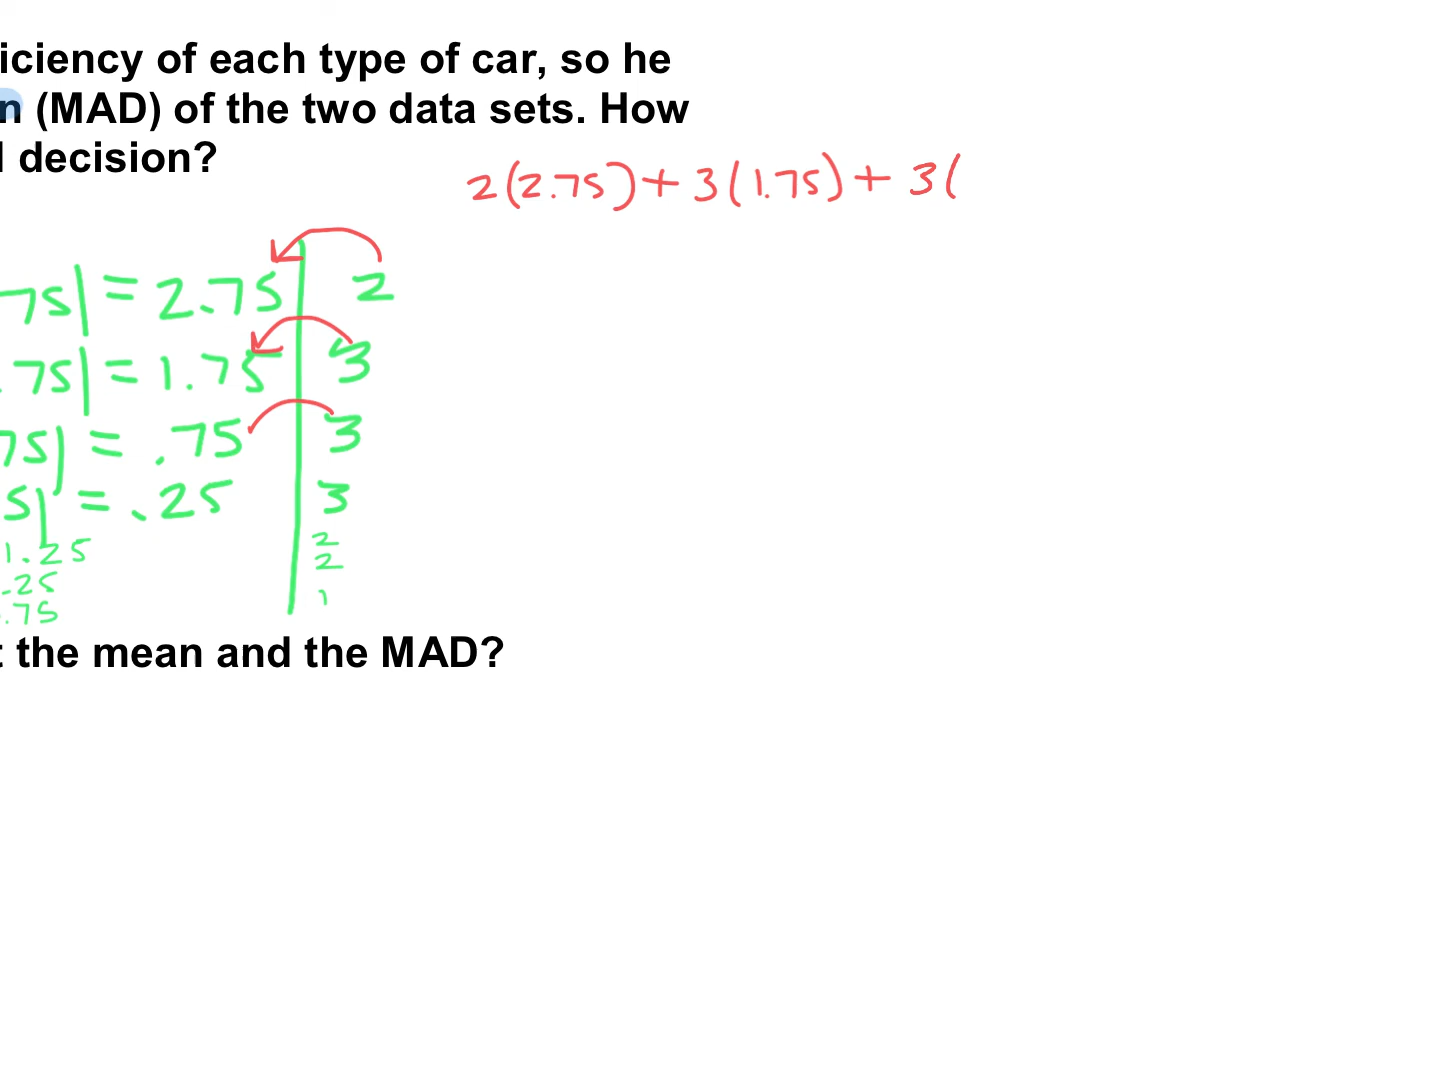 iciency of each type of car, so he
n (MAD) of the two data sets. How
decision?
2(2.75)+3(1.75)+3(
75|=2.75 2
.75|=1.75 3
75|=.75 3
5|=.25 3
1.25 2
.25 2
.75 1
the mean and the MAD?